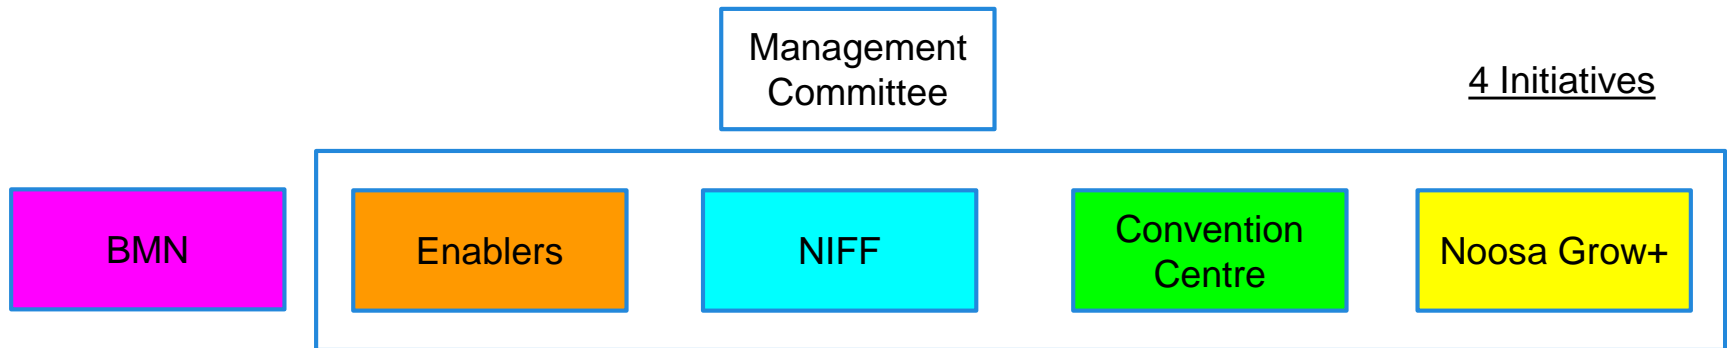 Management
Committee
4 Initiatives
BMN
Enablers
NIFF
Convention
Centre
Noosa Grow+